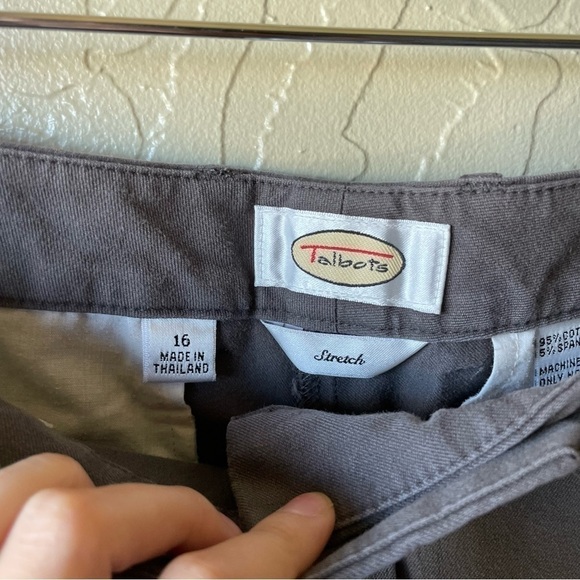 Talbots
16
MADE IN
THAILAND
Stretch
95% COT
5% SPAN
MACHINE
ONLY NO